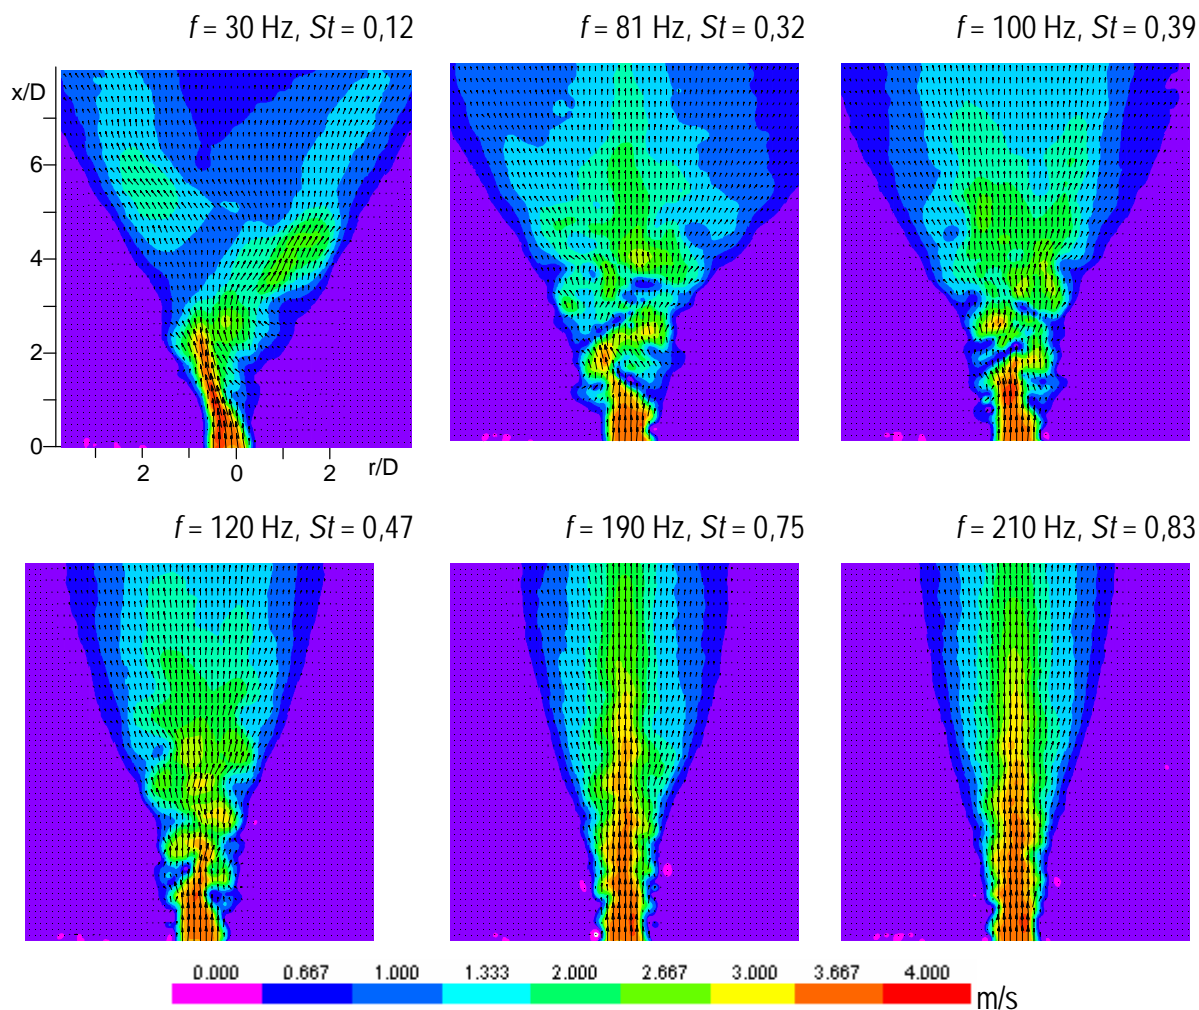 f = 30 Hz, St = 0,12
f = 81 Hz, St = 0,32
f = 100 Hz, St = 0,39
x/D
6
4
2
0
2 0 2
r/D
f = 120 Hz, St = 0,47
f = 190 Hz, St = 0,75
f = 210 Hz, St = 0,83
0.000 0.667 1.000 1.333 2.000 2.667 3.000 3.667 4.000
m/s